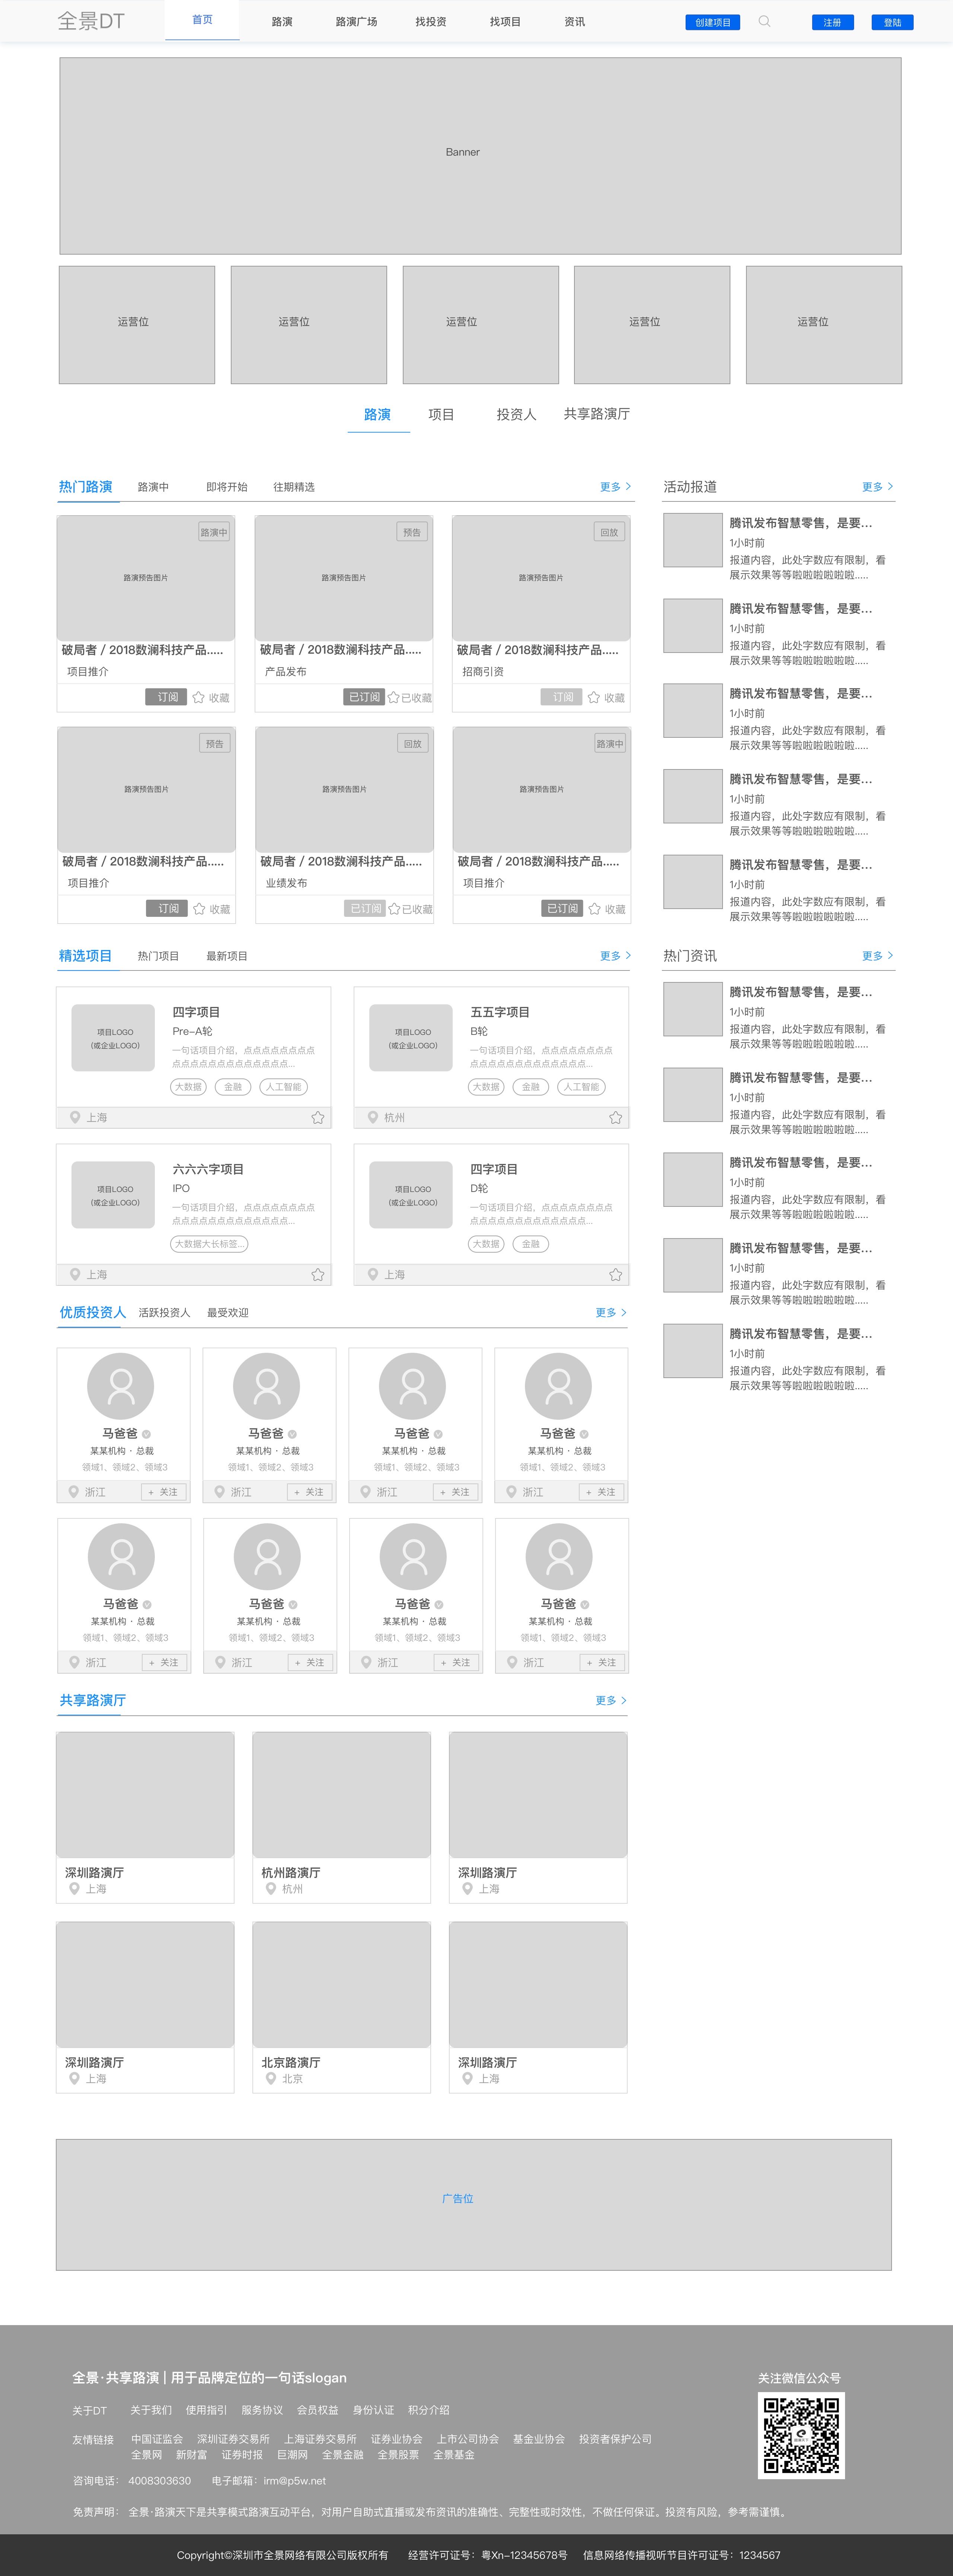 全景DT 首页 路演 路演广场 找投资 找项目 资讯 创建项目 注册 登陆
Banner
运营位 运营位 运营位 运营位 运营位
路演 项目 投资人 共享路演厅
热门路演 路演中 即将开始 往期精选 更多
路演中 预告 回放
路演预告图片 路演预告图片 路演预告图片
破局者 / 2018数澜科技产品..... 破局者 / 2018数澜科技产品..... 破局者 / 2018数澜科技产品.....
项目推介 产品发布 招商引资
订阅 收藏 已订阅 已收藏 订阅 收藏
预告 回放 路演中
路演预告图片 路演预告图片 路演预告图片
破局者 / 2018数澜科技产品..... 破局者 / 2018数澜科技产品..... 破局者 / 2018数澜科技产品.....
项目推介 业绩发布 项目推介
订阅 收藏 已订阅 已收藏 已订阅 收藏
活动报道 更多
腾讯发布智慧零售，是要...
1小时前
报道内容，此处字数应有限制，看
展示效果等等啦啦啦啦啦啦.....
腾讯发布智慧零售，是要...
1小时前
报道内容，此处字数应有限制，看
展示效果等等啦啦啦啦啦啦.....
腾讯发布智慧零售，是要...
1小时前
报道内容，此处字数应有限制，看
展示效果等等啦啦啦啦啦啦.....
腾讯发布智慧零售，是要...
1小时前
报道内容，此处字数应有限制，看
展示效果等等啦啦啦啦啦啦.....
腾讯发布智慧零售，是要...
1小时前
报道内容，此处字数应有限制，看
展示效果等等啦啦啦啦啦啦.....
精选项目 热门项目 最新项目 更多
四字项目 五五字项目
项目LOGO Pre-A轮 项目LOGO B轮
(或企业LOGO) 一句话项目介绍，点点点点点点点点 (或企业LOGO) 一句话项目介绍，点点点点点点点点
点点点点点点点点点点点点点... 点点点点点点点点点点点点点...
大数据 金融 人工智能 大数据 金融 人工智能
上海 杭州
六六六字项目 四字项目
项目LOGO IPO 项目LOGO D轮
(或企业LOGO) 一句话项目介绍，点点点点点点点点 (或企业LOGO) 一句话项目介绍，点点点点点点点点
点点点点点点点点点点点点点... 点点点点点点点点点点点点点...
大数据大长标签... 大数据 金融
上海 上海
热门资讯 更多
腾讯发布智慧零售，是要...
1小时前
报道内容，此处字数应有限制，看
展示效果等等啦啦啦啦啦啦.....
腾讯发布智慧零售，是要...
1小时前
报道内容，此处字数应有限制，看
展示效果等等啦啦啦啦啦啦.....
腾讯发布智慧零售，是要...
1小时前
报道内容，此处字数应有限制，看
展示效果等等啦啦啦啦啦啦.....
腾讯发布智慧零售，是要...
1小时前
报道内容，此处字数应有限制，看
展示效果等等啦啦啦啦啦啦.....
腾讯发布智慧零售，是要...
1小时前
报道内容，此处字数应有限制，看
展示效果等等啦啦啦啦啦啦.....
优质投资人 活跃投资人 最受欢迎 更多
马爸爸 马爸爸 马爸爸 马爸爸
某某机构 · 总裁 某某机构 · 总裁 某某机构 · 总裁 某某机构 · 总裁
领域1、领域2、领域3 领域1、领域2、领域3 领域1、领域2、领域3 领域1、领域2、领域3
浙江 + 关注 浙江 + 关注 浙江 + 关注 浙江 + 关注
马爸爸 马爸爸 马爸爸 马爸爸
某某机构 · 总裁 某某机构 · 总裁 某某机构 · 总裁 某某机构 · 总裁
领域1、领域2、领域3 领域1、领域2、领域3 领域1、领域2、领域3 领域1、领域2、领域3
浙江 + 关注 浙江 + 关注 浙江 + 关注 浙江 + 关注
共享路演厅 更多
深圳路演厅 杭州路演厅 深圳路演厅
上海 杭州 上海
深圳路演厅 北京路演厅 深圳路演厅
上海 北京 上海
广告位
全景·共享路演 | 用于品牌定位的一句话slogan 关注微信公众号
关于DT 关于我们 使用指引 服务协议 会员权益 身份认证 积分介绍
友情链接 中国证监会 深圳证券交易所 上海证券交易所 证券业协会 上市公司协会 基金业协会 投资者保护公司
全景网 新财富 证券时报 巨潮网 全景金融 全景股票 全景基金
咨询电话： 4008303630 电子邮箱：irm@p5w.net
免责声明： 全景·路演天下是共享模式路演互动平台，对用户自助式直播或发布资讯的准确性、完整性或时效性，不做任何保证。投资有风险，参考需谨慎。
Copyright©深圳市全景网络有限公司版权所有 经营许可证号：粤Xn-12345678号 信息网络传播视听节目许可证号：1234567